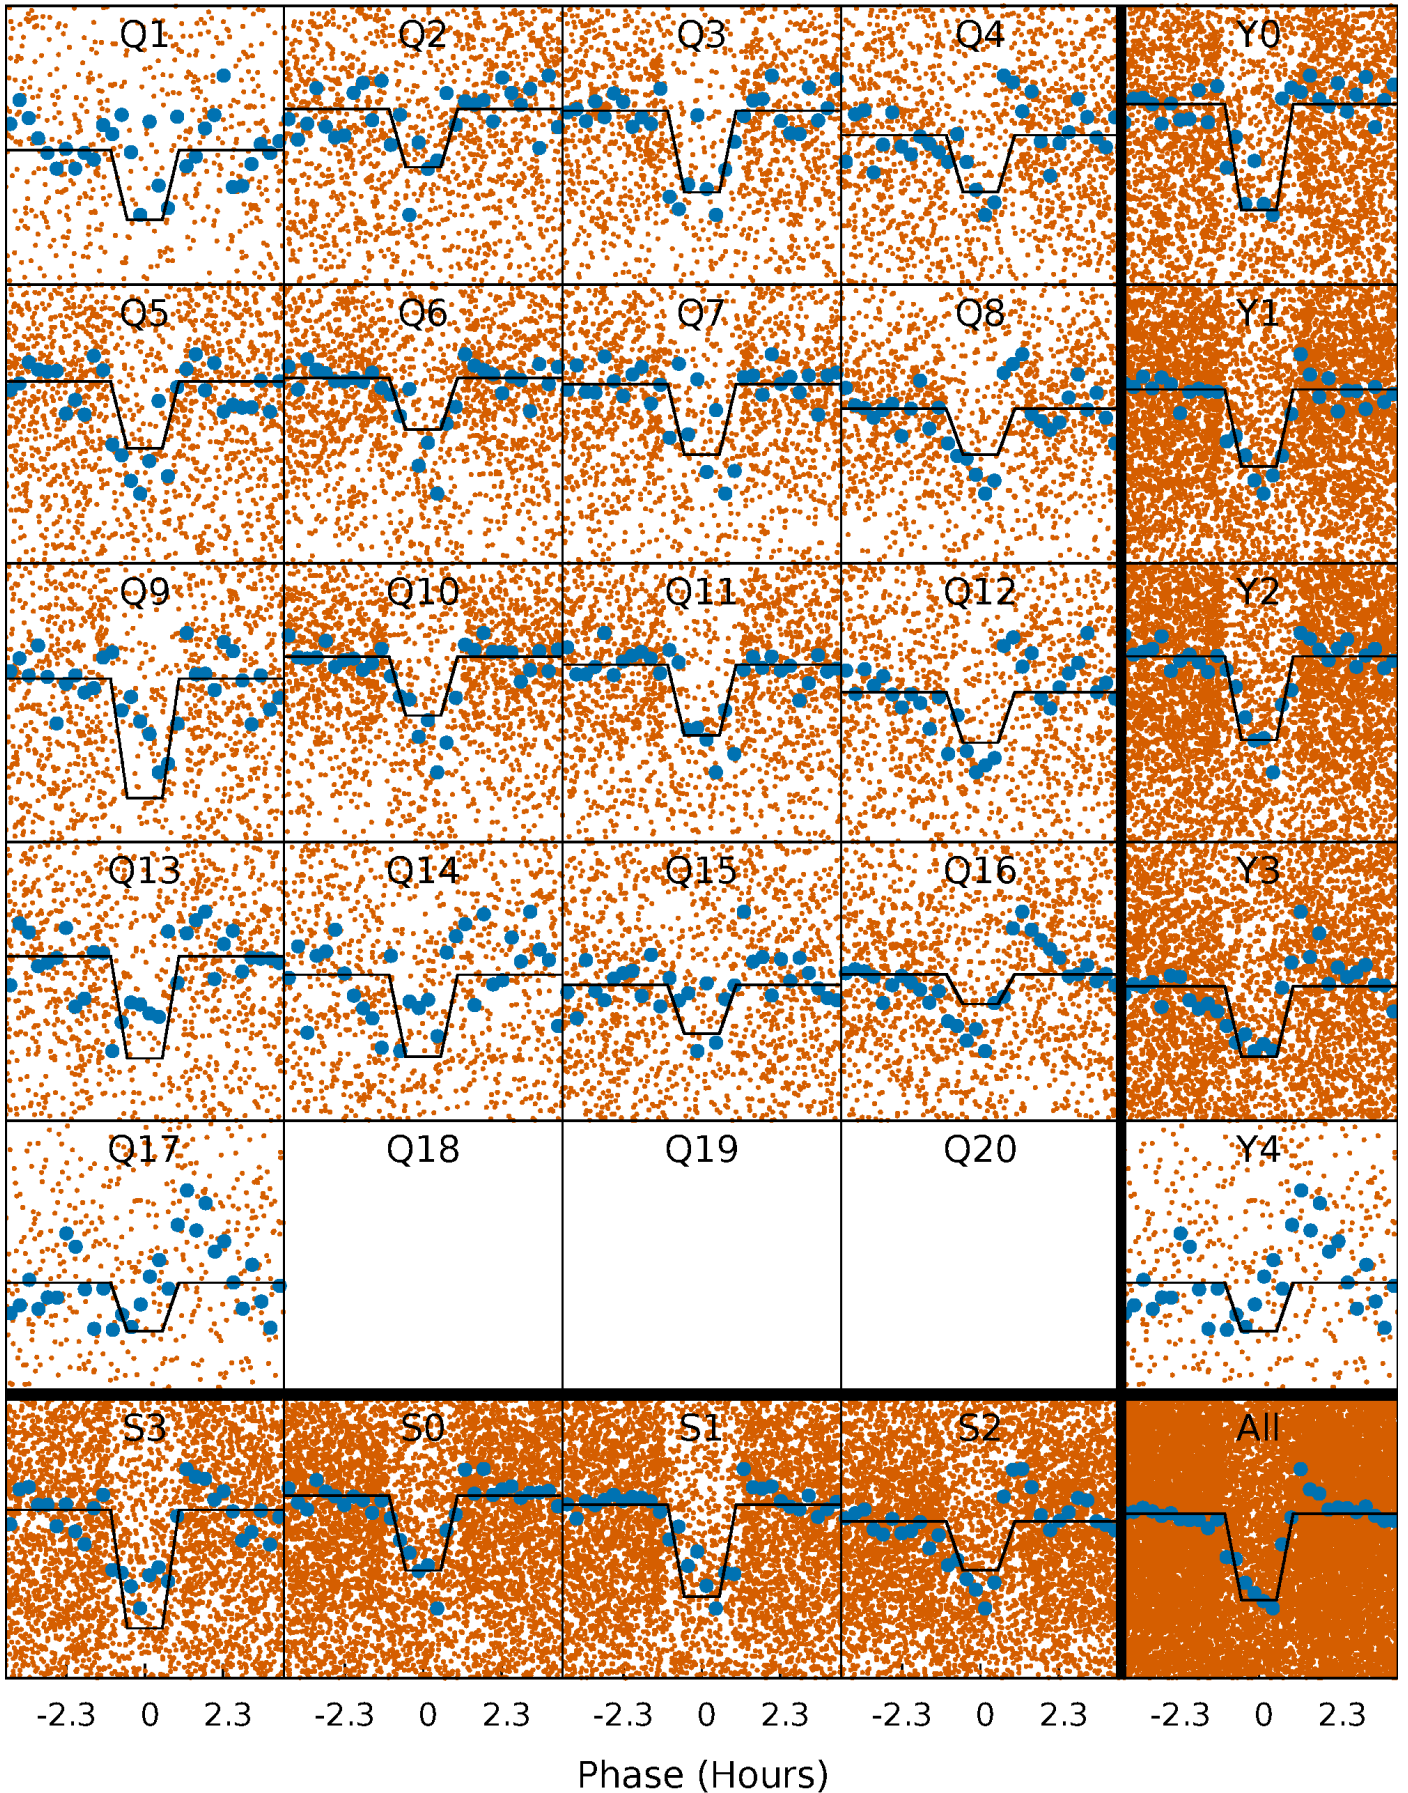 Q1 Q2 Q3 Q4 Y0
Q5 Q6 Q7 Q8 Y1
Q9 Q10 Q11 Q12 Y2
Q13 Q14 Q15 Q16 Y3
Q17 Q18 Q19 Q20 Y4
S3 S0 S1 S2 All
-2.3 0 2.3 -2.3 0 2.3 -2.3 0 2.3 -2.3 0 2.3 -2.3 0 2.3
Phase (Hours)